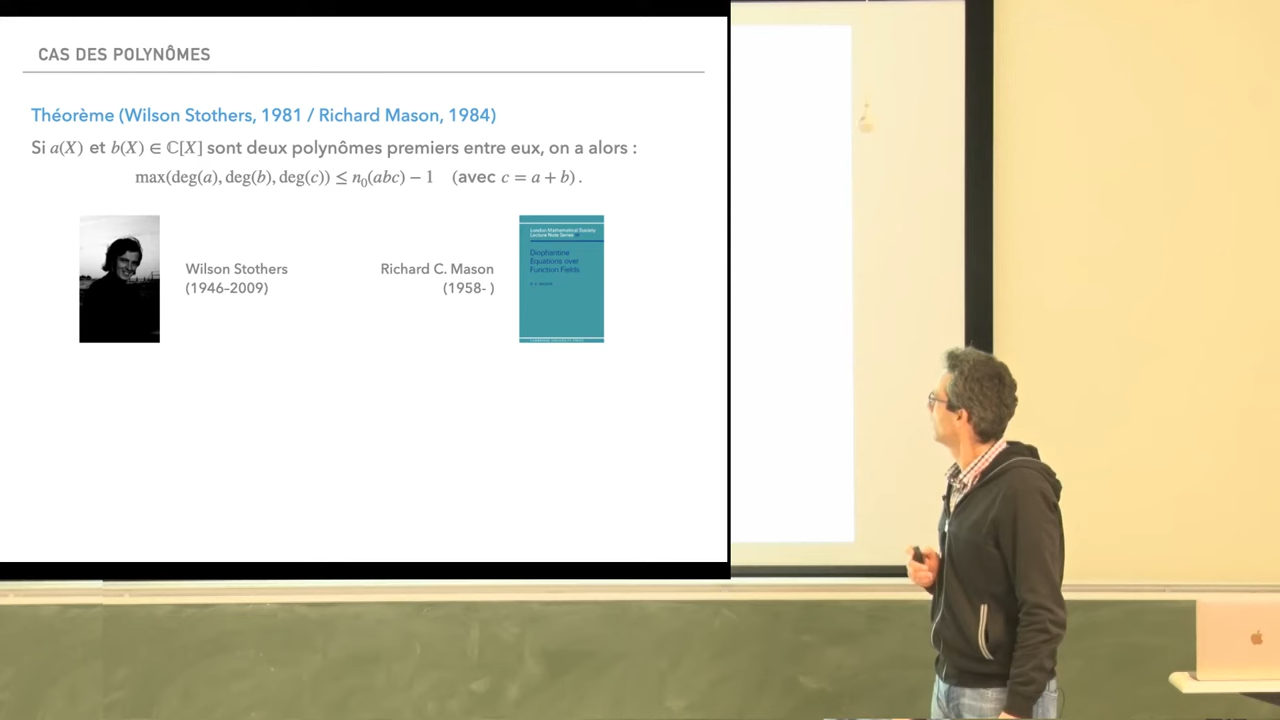 CAS DES POLYNÔMES
Théorème (Wilson Stothers, 1981 / Richard Mason, 1984)
Si a(X) et b(X) ∈ ℂ[X] sont deux polynômes premiers entre eux, on a alors :
max(deg(a), deg(b), deg(c)) ≤ n₀(abc) − 1 (avec c = a + b) .
Wilson Stothers
(1946–2009)
Richard C. Mason
(1958- )
London Mathematical Society
Lecture Note Series
Diophantine
Equations over
Function Fields